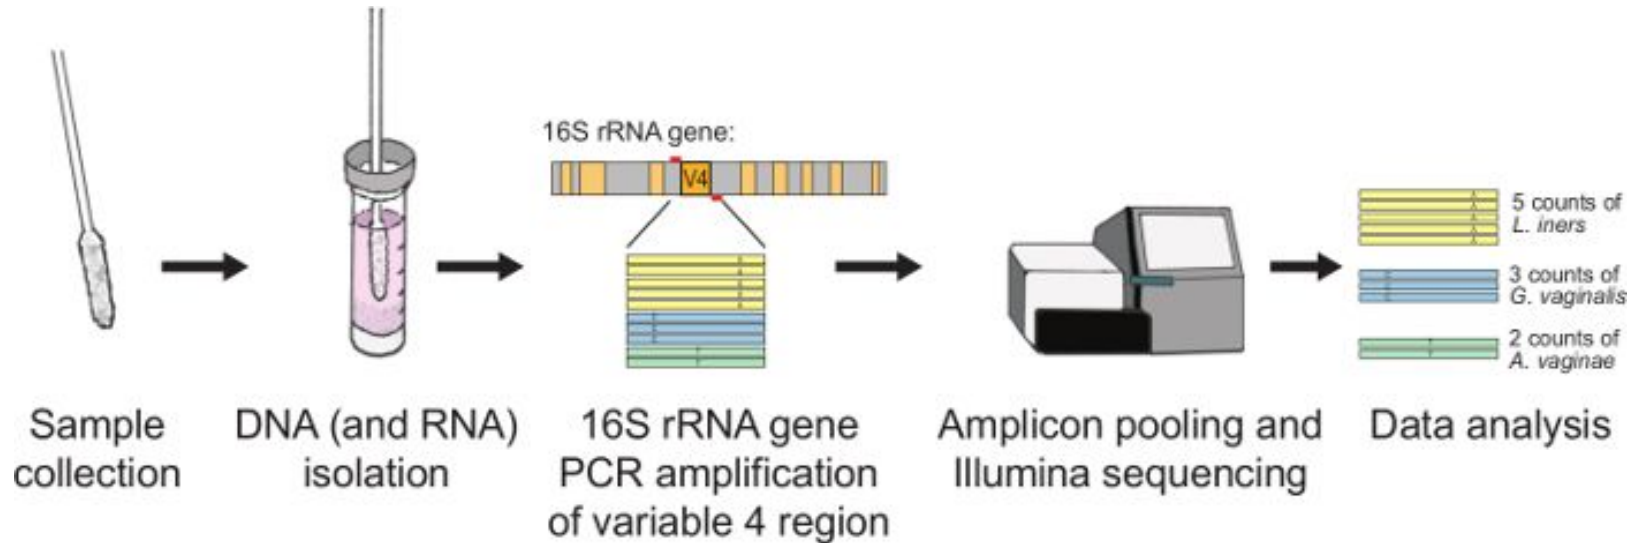 16S rRNA gene:
V4
5 counts of
L. iners
3 counts of
G. vaginalis
2 counts of
A. vaginae
Sample
collection
DNA (and RNA)
isolation
16S rRNA gene
PCR amplification
of variable 4 region
Amplicon pooling and
Illumina sequencing
Data analysis